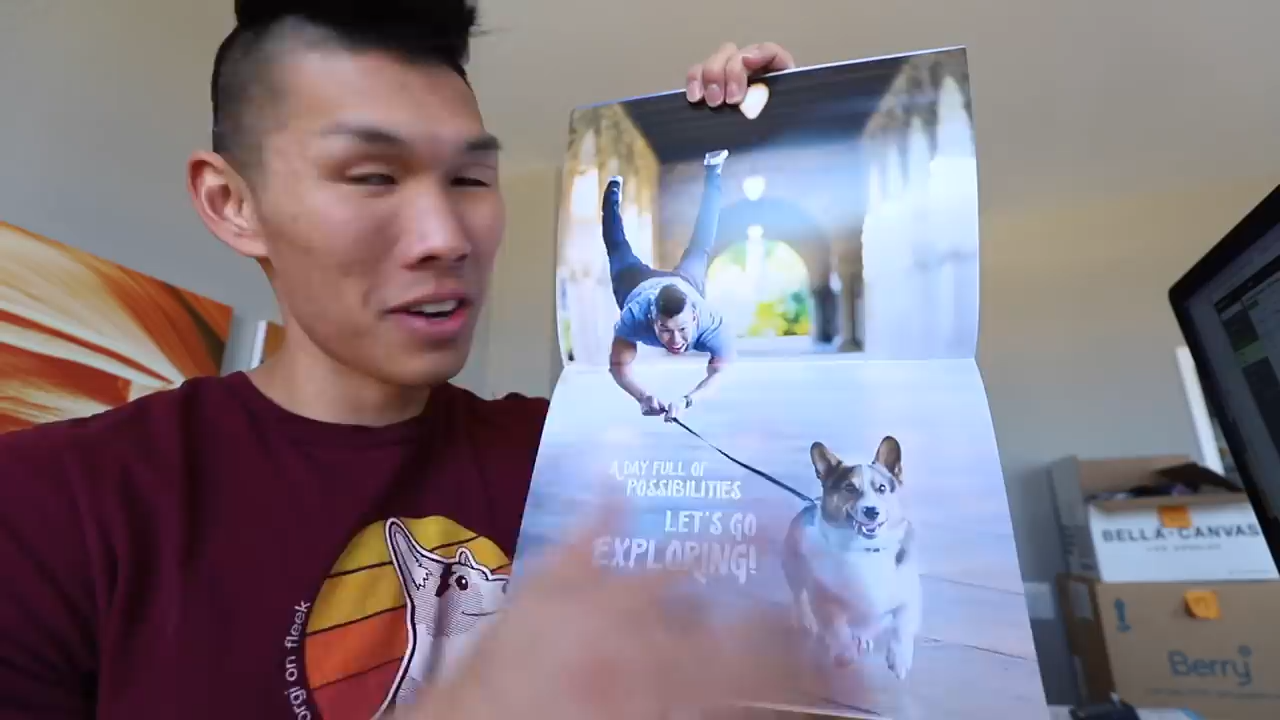 A DAY FULL OF
POSSIBILITIES
LET'S GO
EXPLORING!
orgi on fleek
BELLA+CANVAS
Berry